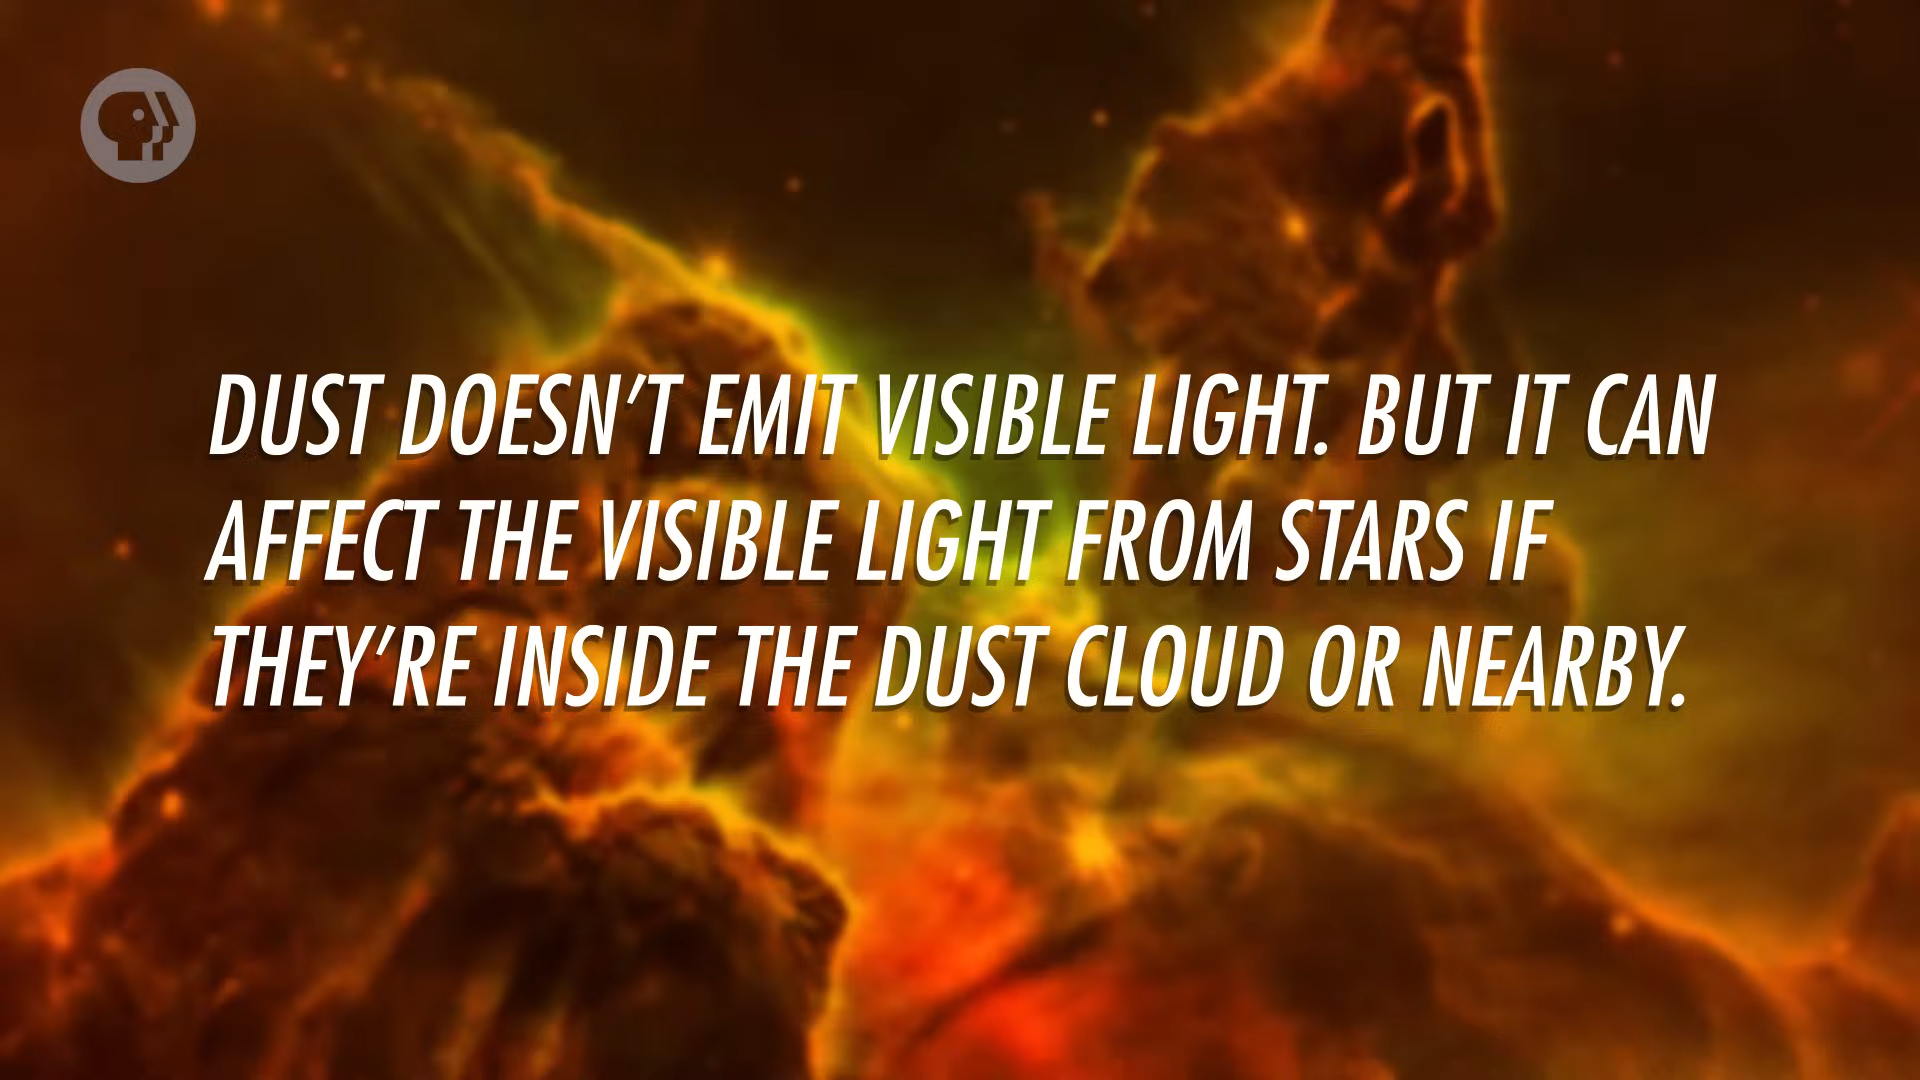 DUST DOESN’T EMIT VISIBLE LIGHT. BUT IT CAN
AFFECT THE VISIBLE LIGHT FROM STARS IF
THEY’RE INSIDE THE DUST CLOUD OR NEARBY.